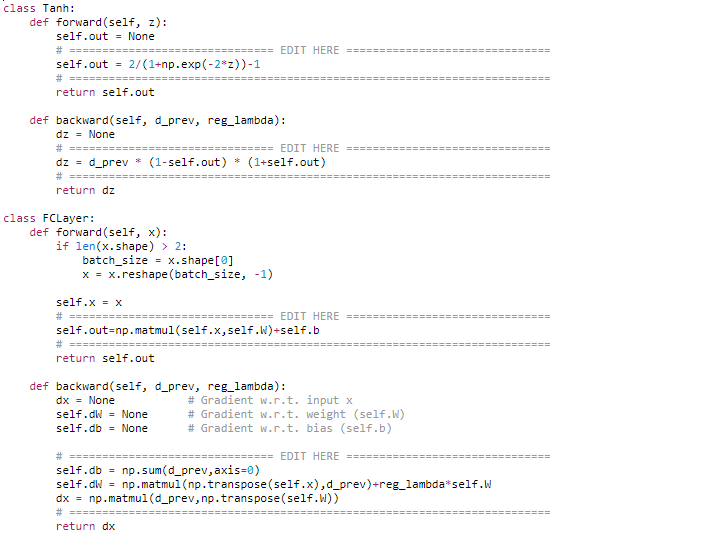 class Tanh:
    def forward(self, z):
        self.out = None
        # =============================== EDIT HERE ===============================
        self.out = 2/(1+np.exp(-2*z))-1
        # =========================================================================
        return self.out

    def backward(self, d_prev, reg_lambda):
        dz = None
        # =============================== EDIT HERE ===============================
        dz = d_prev * (1-self.out) * (1+self.out)
        # =========================================================================
        return dz

class FCLayer:
    def forward(self, x):
        if len(x.shape) > 2:
            batch_size = x.shape[0]
            x = x.reshape(batch_size, -1)

        self.x = x
        # =============================== EDIT HERE ===============================
        self.out=np.matmul(self.x,self.W)+self.b
        # =========================================================================
        return self.out

    def backward(self, d_prev, reg_lambda):
        dx = None           # Gradient w.r.t. input x
        self.dW = None      # Gradient w.r.t. weight (self.W)
        self.db = None      # Gradient w.r.t. bias (self.b)

        # =============================== EDIT HERE ===============================
        self.db = np.sum(d_prev,axis=0)
        self.dW = np.matmul(np.transpose(self.x),d_prev)+reg_lambda*self.W
        dx = np.matmul(d_prev,np.transpose(self.W))
        # =========================================================================
        return dx